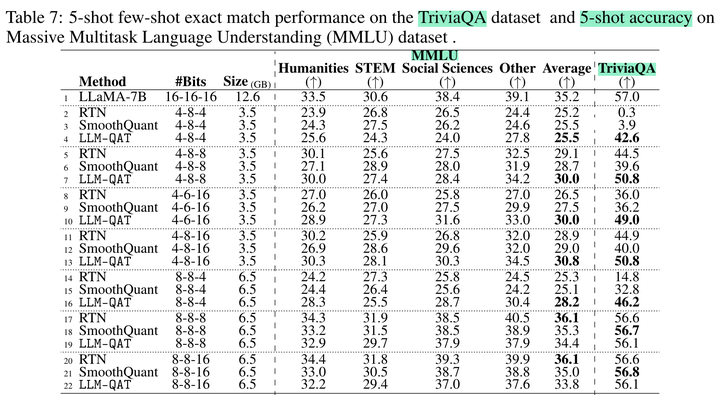 Table 7: 5-shot few-shot exact match performance on the TriviaQA dataset and 5-shot accuracy on
Massive Multitask Language Understanding (MMLU) dataset .
MMLU
Humanities STEM Social Sciences Other Average TriviaQA
Method #Bits Size (GB) (↑) (↑) (↑) (↑) (↑) (↑)
1 LLaMA-7B 16-16-16 12.6 33.5 30.6 38.4 39.1 35.2 57.0
2 RTN 4-8-4 3.5 23.9 26.8 26.5 24.4 25.2 0.3
3 SmoothQuant 4-8-4 3.5 24.3 27.5 26.2 24.6 25.5 3.9
4 LLM-QAT 4-8-4 3.5 25.6 24.3 24.0 27.8 25.5 42.6
5 RTN 4-8-8 3.5 30.1 25.6 27.5 32.5 29.1 44.5
6 SmoothQuant 4-8-8 3.5 27.1 28.9 28.0 31.9 28.7 39.6
7 LLM-QAT 4-8-8 3.5 30.0 27.4 28.4 34.2 30.0 50.8
8 RTN 4-6-16 3.5 27.0 26.0 25.8 27.0 26.5 36.0
9 SmoothQuant 4-6-16 3.5 26.2 27.0 27.5 29.9 27.5 36.2
10 LLM-QAT 4-6-16 3.5 28.9 27.3 31.6 33.0 30.0 49.0
11 RTN 4-8-16 3.5 30.2 25.9 26.8 32.0 28.9 44.9
12 SmoothQuant 4-8-16 3.5 26.9 28.6 29.6 32.0 29.0 40.0
13 LLM-QAT 4-8-16 3.5 30.3 28.1 30.3 34.5 30.8 50.8
14 RTN 8-8-4 6.5 24.2 27.3 25.8 24.5 25.3 14.8
15 SmoothQuant 8-8-4 6.5 24.4 26.4 25.6 24.2 25.1 32.8
16 LLM-QAT 8-8-4 6.5 28.3 25.5 28.7 30.4 28.2 46.2
17 RTN 8-8-8 6.5 34.3 31.9 38.5 40.5 36.1 56.6
18 SmoothQuant 8-8-8 6.5 33.2 31.5 38.5 38.9 35.3 56.7
19 LLM-QAT 8-8-8 6.5 32.9 29.7 37.9 37.9 34.4 56.1
20 RTN 8-8-16 6.5 34.4 31.8 39.3 39.9 36.1 56.6
21 SmoothQuant 8-8-16 6.5 33.0 30.5 38.7 38.8 35.0 56.8
22 LLM-QAT 8-8-16 6.5 32.2 29.4 37.0 37.6 33.8 56.1